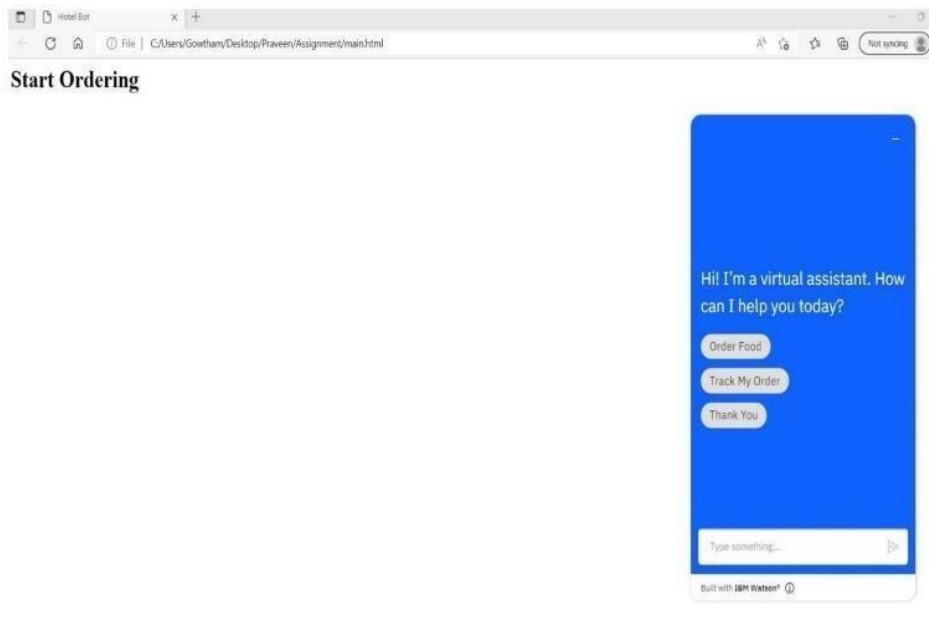 Hotel Bot
File | C:/Users/Gowtham/Desktop/Praveen/Assignment/main.html
Not syncing
Start Ordering
Hi! I'm a virtual assistant. How
can I help you today?
Order Food
Track My Order
Thank You
Type something...
Built with IBM Watson®